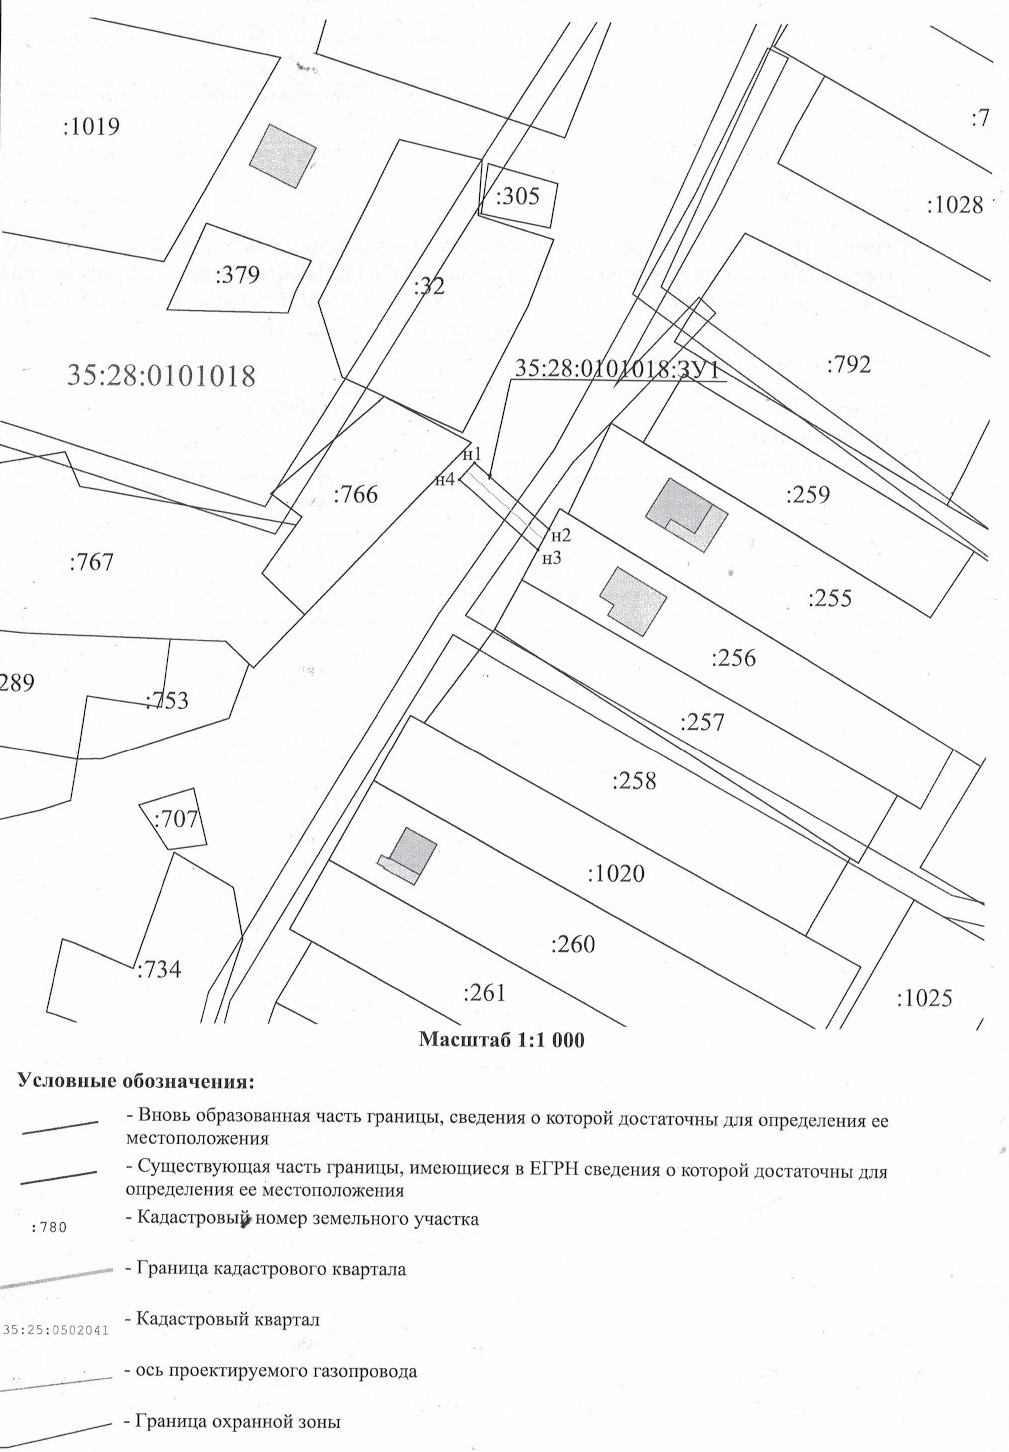 :1019
:7
:305
:1028
:379
:32
35:28:0101018
35:28:0101018:ЗУ1
:792
н1
н4
:766
:259
н2
н3
:767
:255
:256
289
:753
:257
:258
:707
:1020
:260
:734
:261
:1025
Масштаб 1:1 000
Условные обозначения:
- Вновь образованная часть границы, сведения о которой достаточны для определения ее
местоположения
- Существующая часть границы, имеющиеся в ЕГРН сведения о которой достаточны для
определения ее местоположения
:780
- Кадастровый номер земельного участка
- Граница кадастрового квартала
35:25:0502041
- Кадастровый квартал
- ось проектируемого газопровода
- Граница охранной зоны